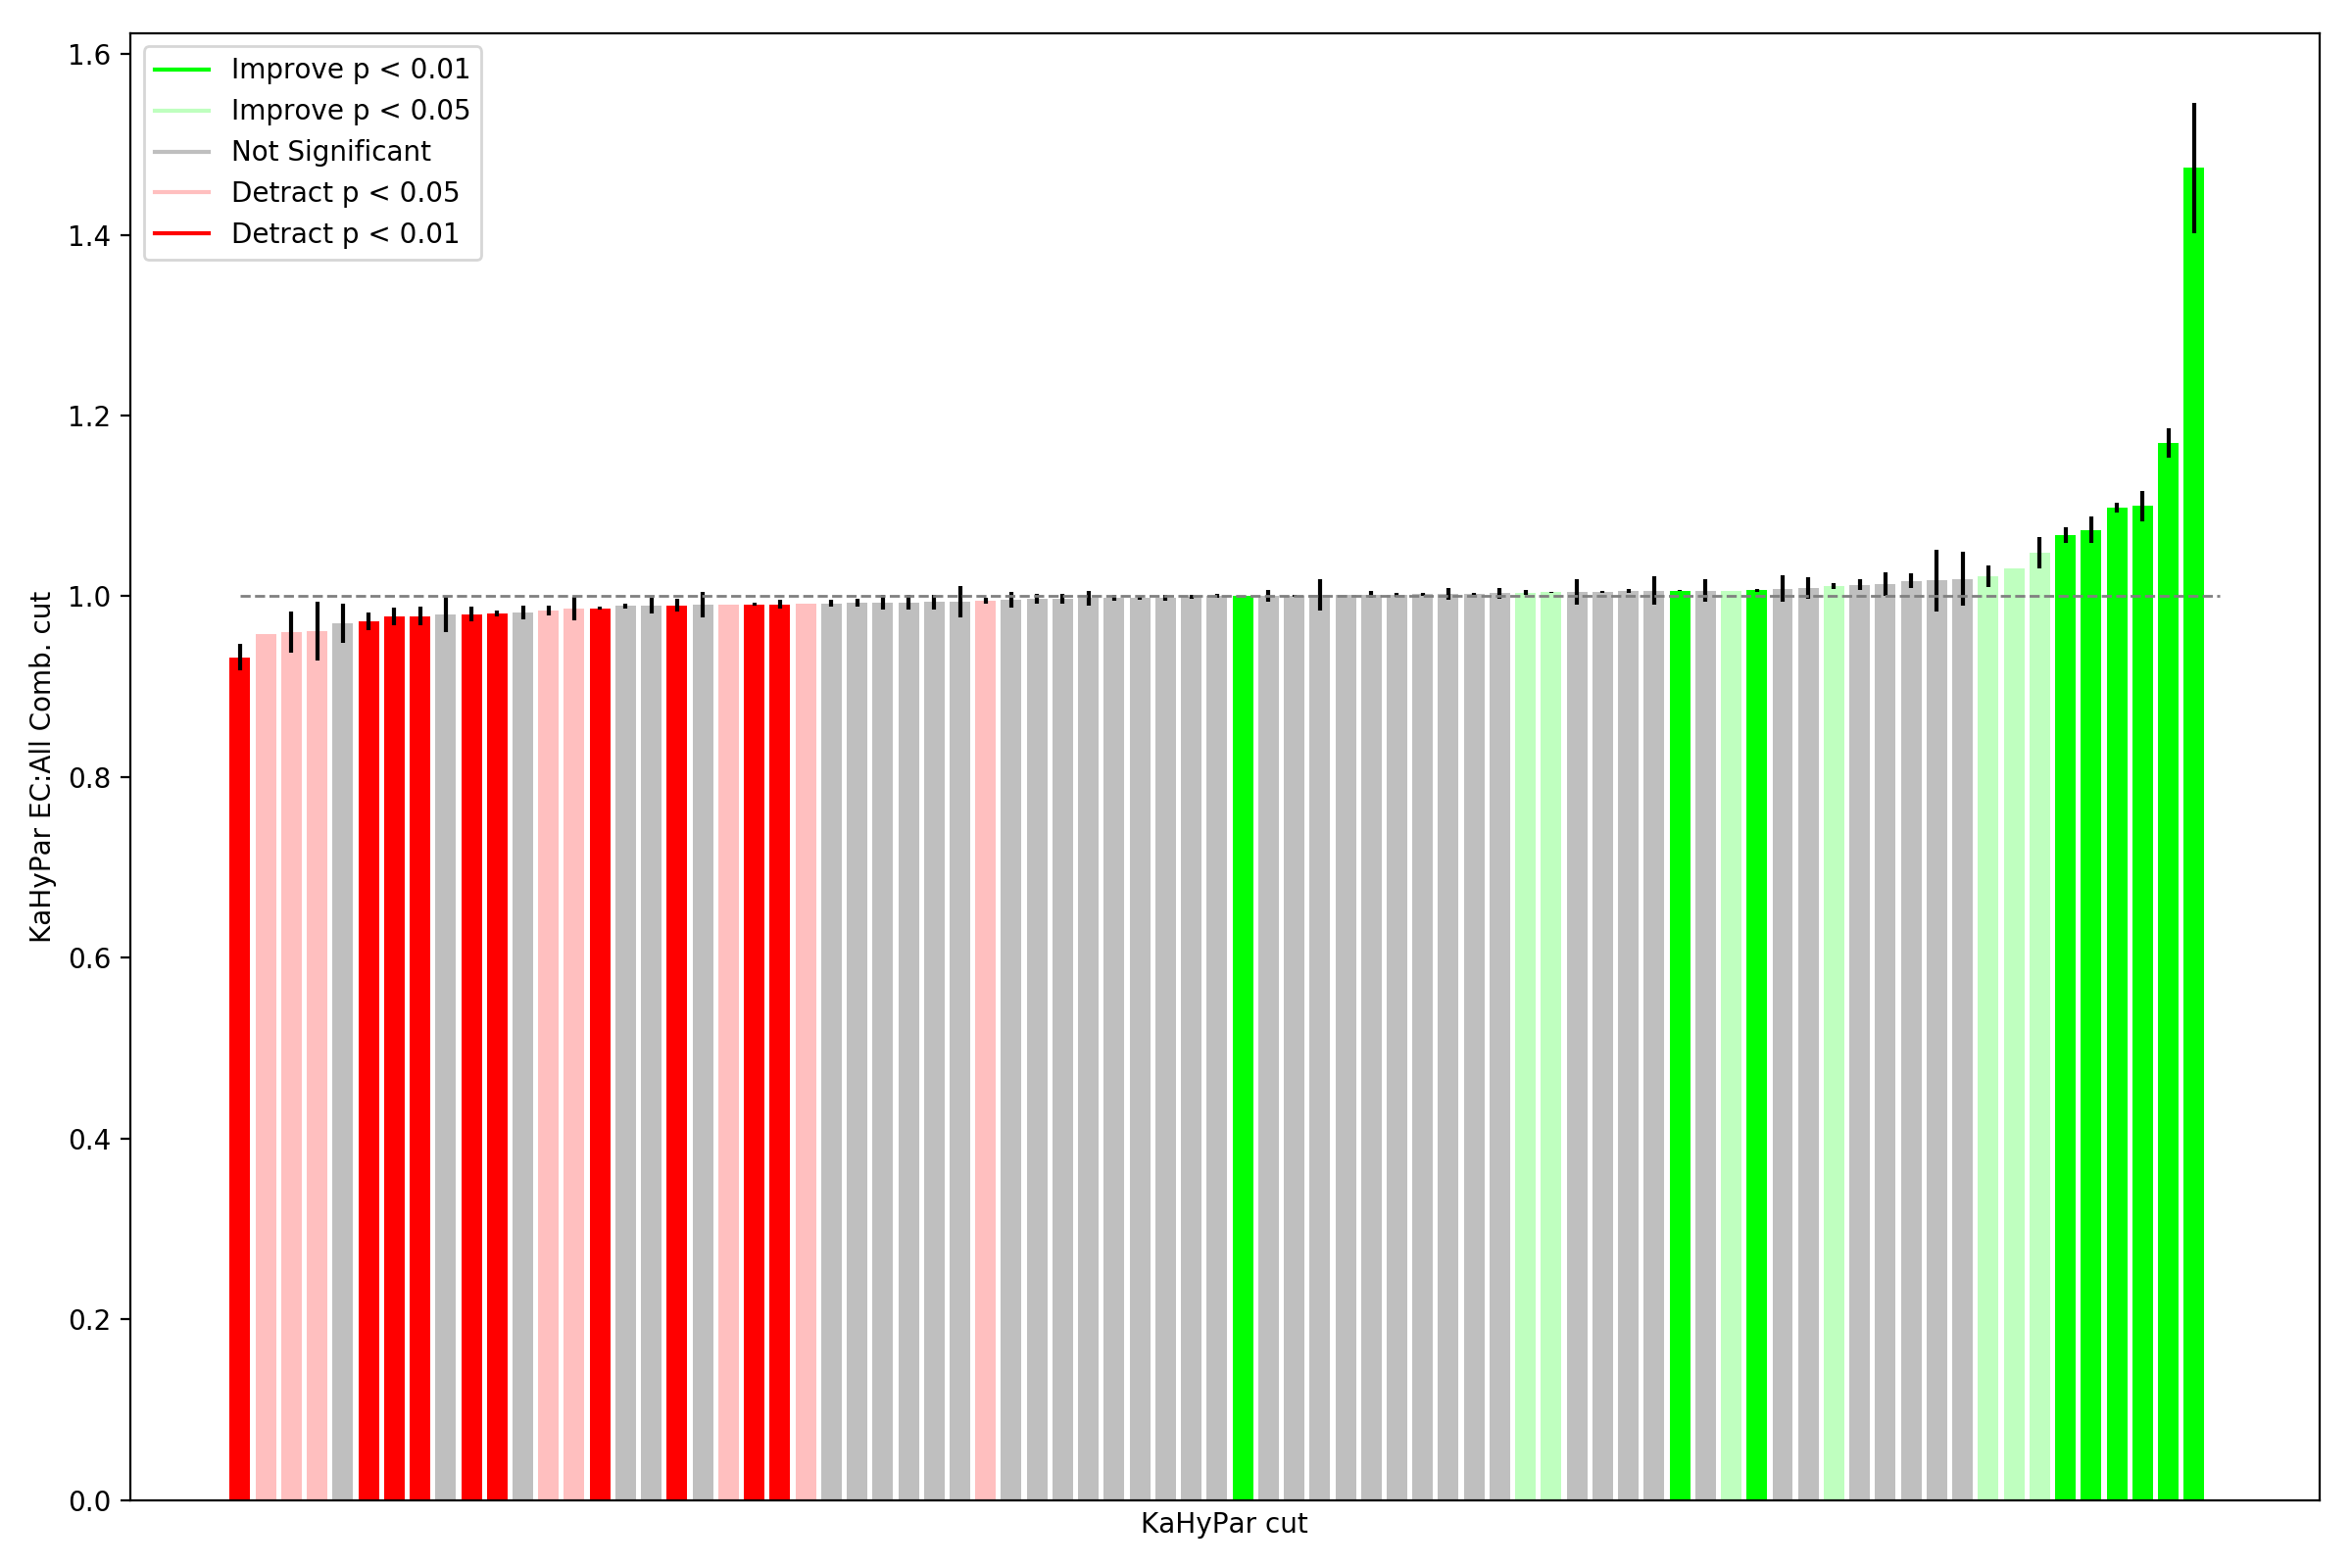 Improve p < 0.01
Improve p < 0.05
Not Significant
Detract p < 0.05
Detract p < 0.01
1.6
1.4
1.2
1.0
0.8
0.6
0.4
0.2
0.0
KaHyPar EC:All Comb. cut
KaHyPar cut